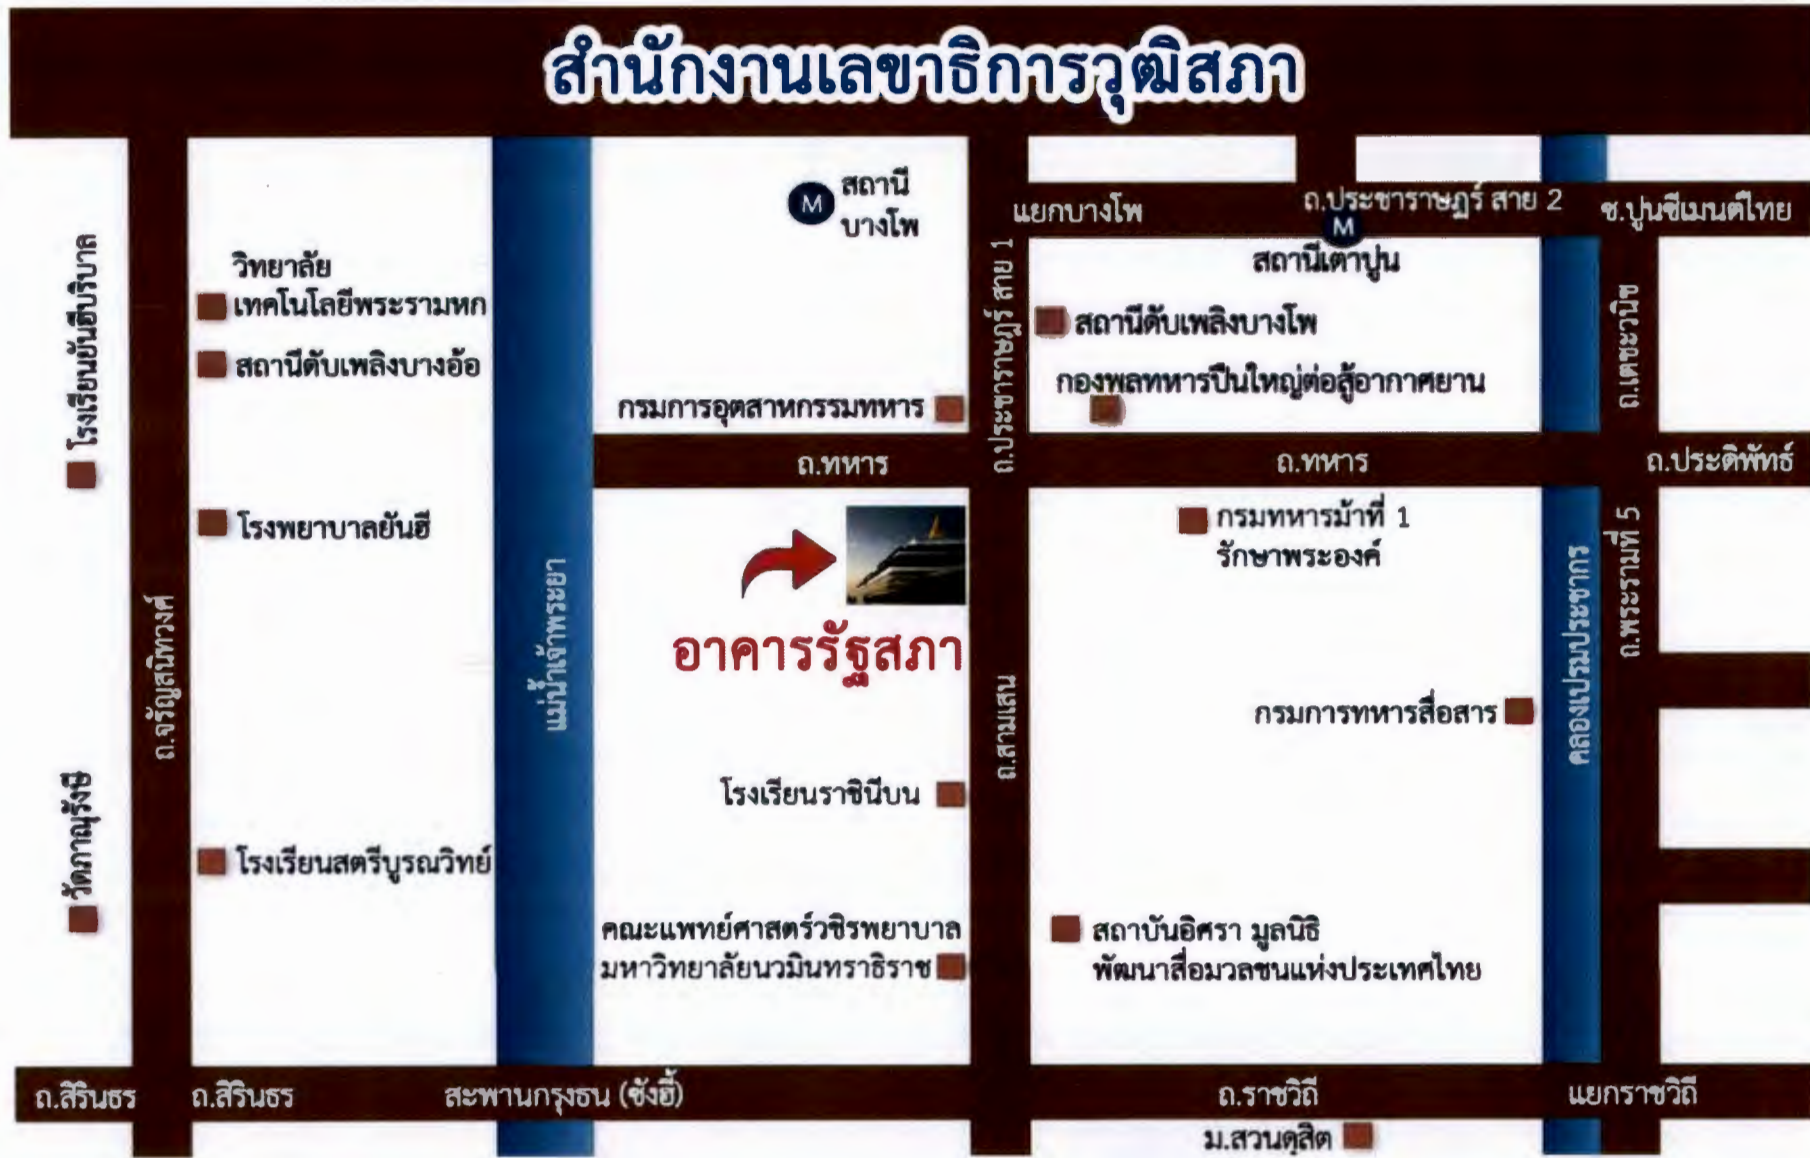 สำนักงานเลขาธิการวุฒิสภา
M
สถานี
บางโพ
แยกบางโพ
ถ.ประชาราษฎร์ สาย 2
ซ.ปูนซีเมนต์ไทย
M
สถานีเตาปูน
โรงเรียนยันฮีบริบาล
วิทยาลัย
เทคโนโลยีพระรามหก
สถานีดับเพลิงบางอ้อ
ถ.ประชาราษฎร์ สาย 1
สถานีดับเพลิงบางโพ
กองพลทหารปืนใหญ่ต่อสู้อากาศยาน
ถ.เตชะวนิช
กรมการอุตสาหกรรมทหาร
ถ.ทหาร
ถ.ทหาร
ถ.ประดิพัทธ์
โรงพยาบาลยันฮี
กรมทหารม้าที่ 1
รักษาพระองค์
ถ.พระรามที่ 5
แม่น้ำเจ้าพระยา
ถ.จรัญสนิทวงศ์
อาคารรัฐสภา
คลองเปรมประชากร
ถ.สามเสน
กรมการทหารสื่อสาร
โรงเรียนราชินีบน
วัดภาณุรังษี
โรงเรียนสตรีบูรณวิทย์
คณะแพทย์ศาสตร์วชิรพยาบาล
มหาวิทยาลัยนวมินทราธิราช
สถาบันอิศรา มูลนิธิ
พัฒนาสื่อมวลชนแห่งประเทศไทย
ถ.สิรินธร
ถ.สิรินธร
สะพานกรุงธน (ซังฮี้)
ถ.ราชวิถี
แยกราชวิถี
ม.สวนดุสิต